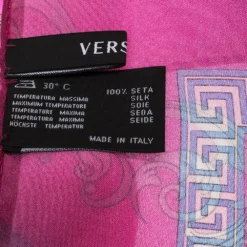 VERS
30° C
100% SETA
TEMPERATURA MASSIMA SILK
MAXIMUM TEMPERATURE SOIE
TEMPERATURE MAXIMUM SEDA
TEMPERATURA MAXIMA SEIDE
HÖCHSTE TEMPERATUR
MADE IN ITALY